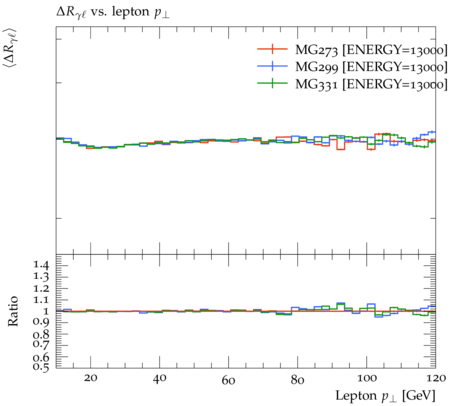 ΔR_γℓ vs. lepton p_⊥
⟨ΔR_γℓ⟩
MG273 [ENERGY=13000]
MG299 [ENERGY=13000]
MG331 [ENERGY=13000]
1.4
1.3
1.2
1.1
1
0.9
0.8
0.7
0.6
0.5
Ratio
20 40 60 80 100 120
Lepton p_⊥ [GeV]